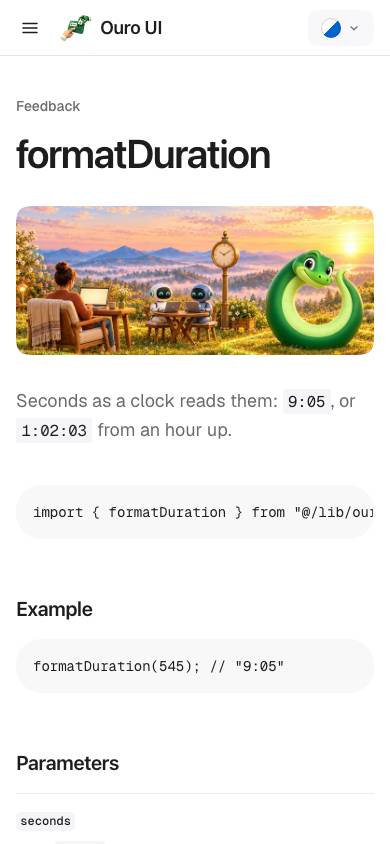 Ouro UI
Feedback
formatDuration
Seconds as a clock reads them: 9:05, or
1:02:03 from an hour up.
import { formatDuration } from "@/lib/our
Example
formatDuration(545); // "9:05"
Parameters
seconds